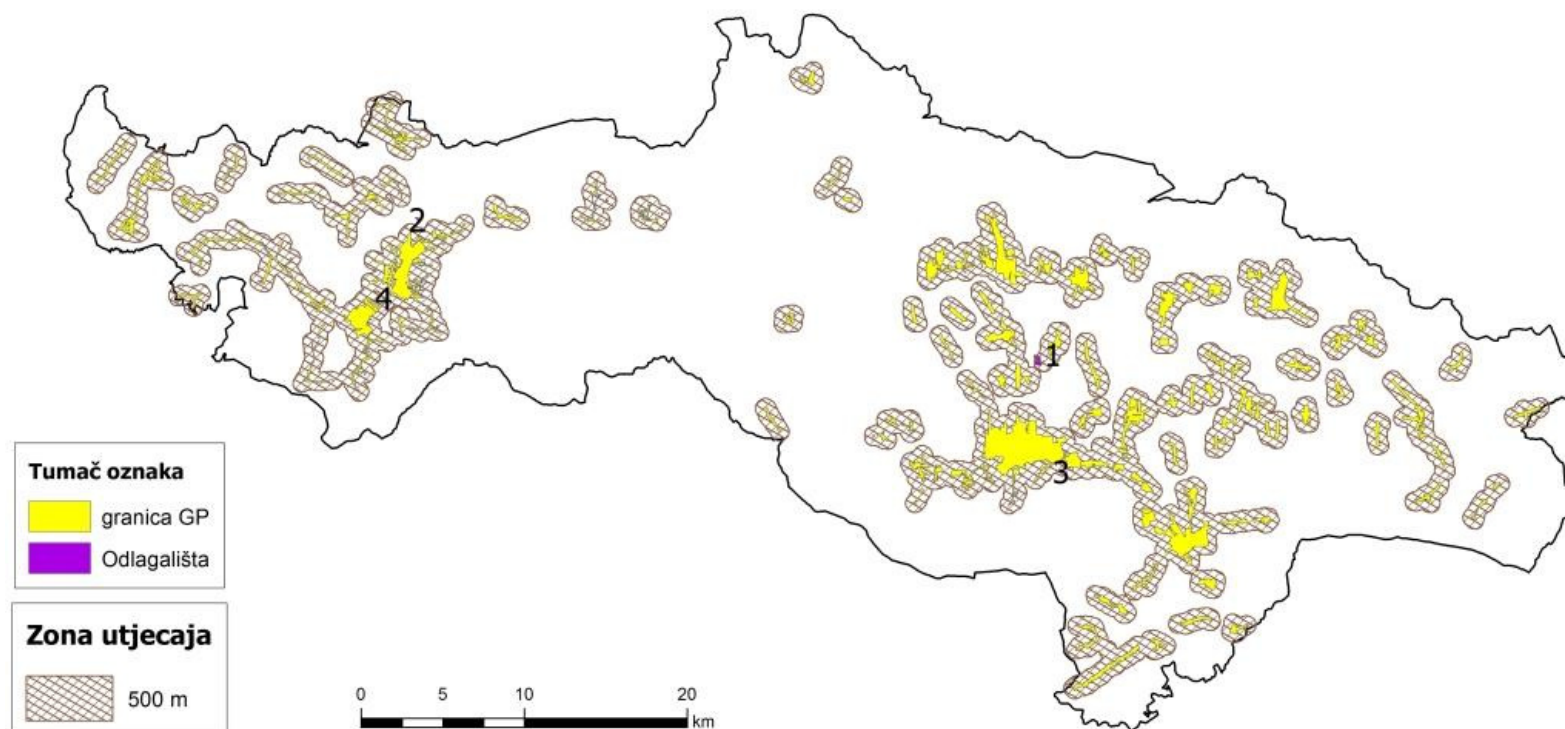 2
4
1
3
Tumač oznaka
granica GP
Odlagališta
Zona utjecaja
500 m
0 5 10 20
km